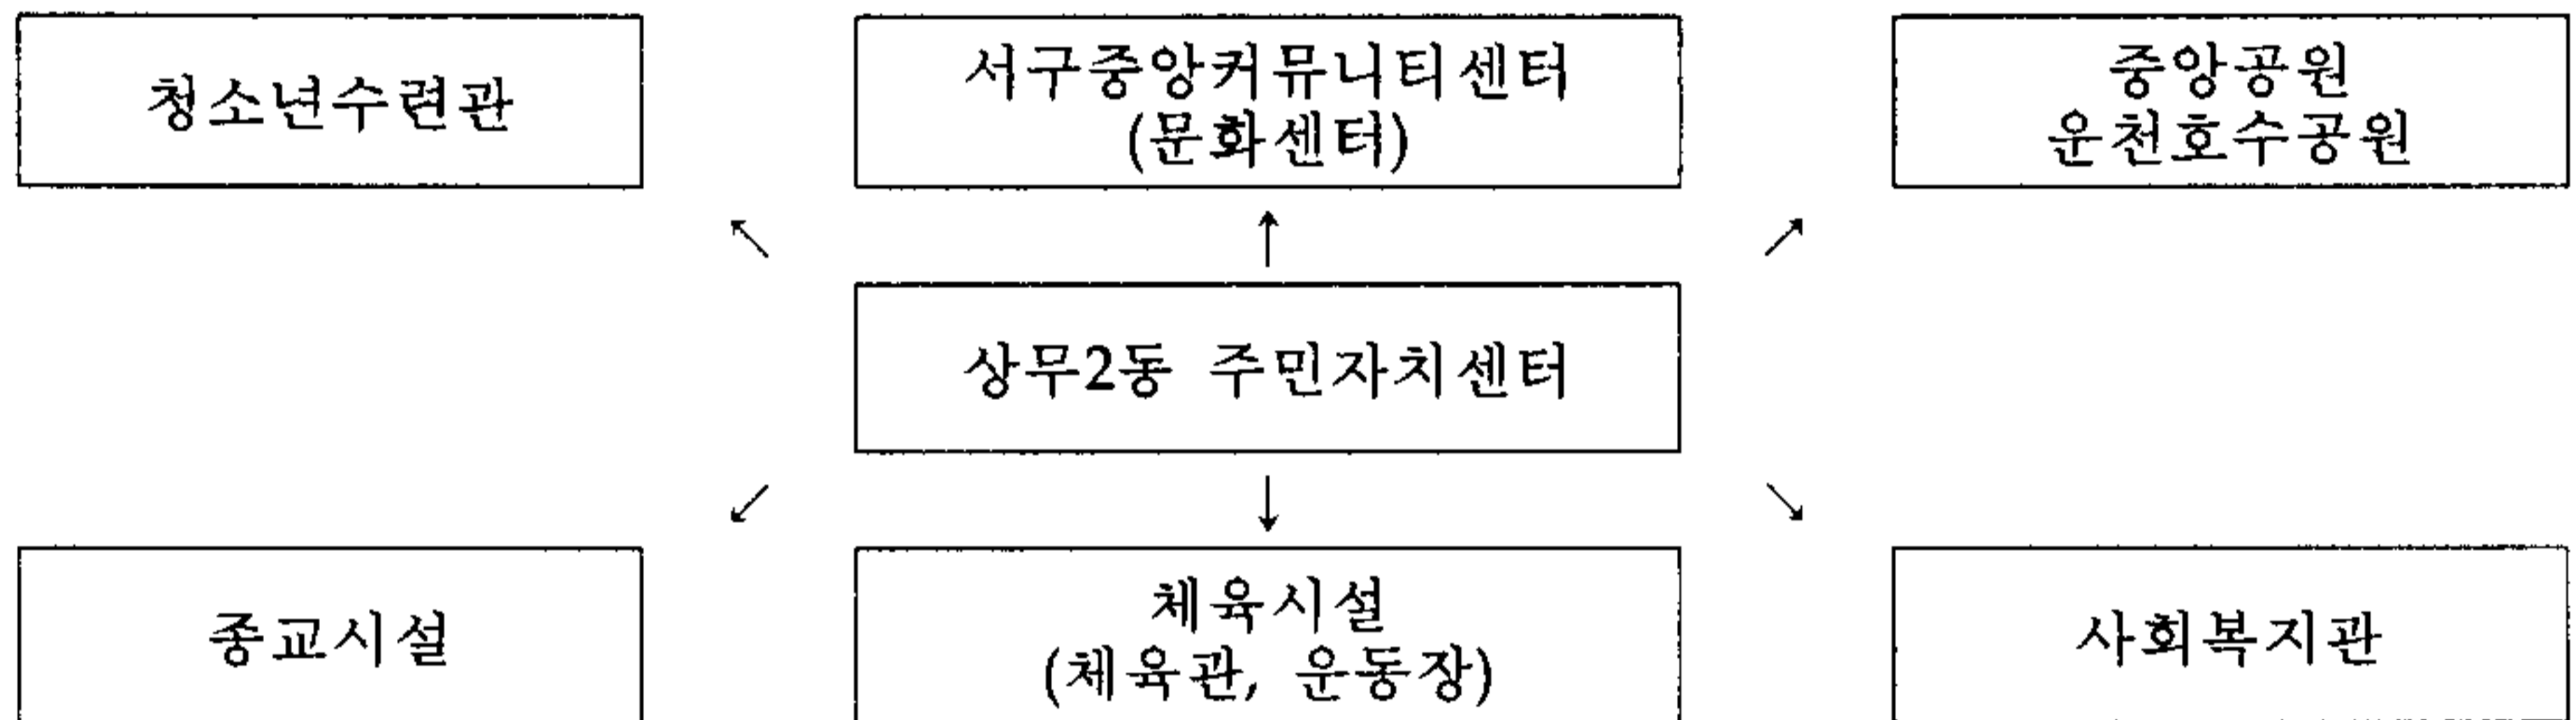 청소년수련관
서구중앙커뮤니티센터
(문화센터)
중앙공원
운천호수공원
상무2동 주민자치센터
종교시설
체육시설
(체육관, 운동장)
사회복지관